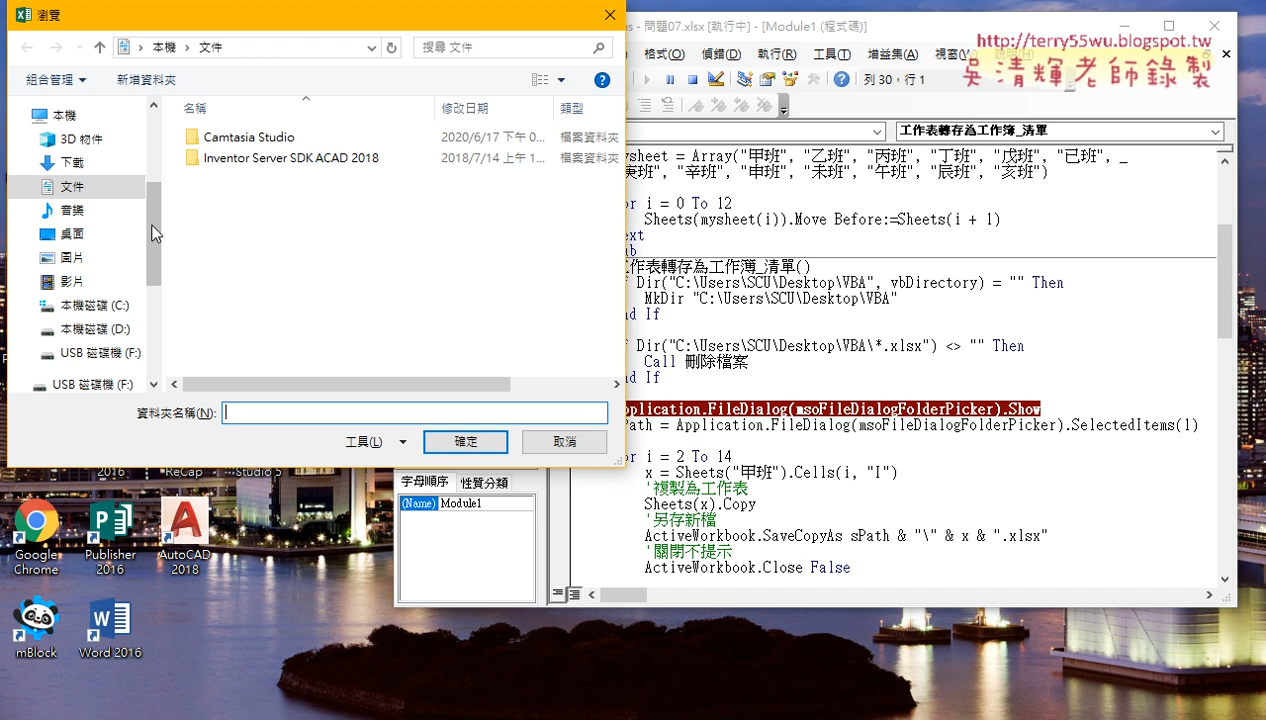 瀏覽
本機 › 文件
搜尋 文件
組合管理
新增資料夾
名稱
修改日期
類型
Camtasia Studio
2020/6/17 下午 0...
檔案資料夾
Inventor Server SDK ACAD 2018
2018/7/14 上午 1...
檔案資料夾
本機
3D 物件
下載
文件
音樂
桌面
圖片
影片
本機磁碟 (C:)
本機磁碟 (D:)
USB 磁碟機 (F:)
USB 磁碟機 (F:)
資料夾名稱(N):
工具(L)
確定
取消
s - 問題07.xlsx [執行中] - [Module1 (程式碼)]
格式(O)
偵錯(D)
執行(R)
工具(T)
增益集(A)
http://terry55wu.blogspot.tw
吳清輝老師錄製
列 30，行 1
工作表轉存為工作簿_清單
ysheet = Array("甲班", "乙班", "丙班", "丁班", "戊班", "已班", _
庚班", "辛班", "申班", "未班", "午班", "辰班", "亥班")
or i = 0 To 12
Sheets(mysheet(i)).Move Before:=Sheets(i + 1)
ext
ub
工作表轉存為工作簿_清單()
f Dir("C:\Users\SCU\Desktop\VBA", vbDirectory) = "" Then
MkDir "C:\Users\SCU\Desktop\VBA"
nd If
f Dir("C:\Users\SCU\Desktop\VBA\*.xlsx") <> "" Then
Call 刪除檔案
nd If
pplication.FileDialog(msoFileDialogFolderPicker).Show
Path = Application.FileDialog(msoFileDialogFolderPicker).SelectedItems(1)
or i = 2 To 14
x = Sheets("甲班").Cells(i, "I")
'複製為工作表
Sheets(x).Copy
'另存新檔
ActiveWorkbook.SaveCopyAs sPath & "\" & x & ".xlsx"
'關閉不提示
ActiveWorkbook.Close False
字母順序
性質分類
(Name) Module1
2016
ReCap
Studio 5
Google Chrome
Publisher 2016
AutoCAD 2018
mBlock
Word 2016